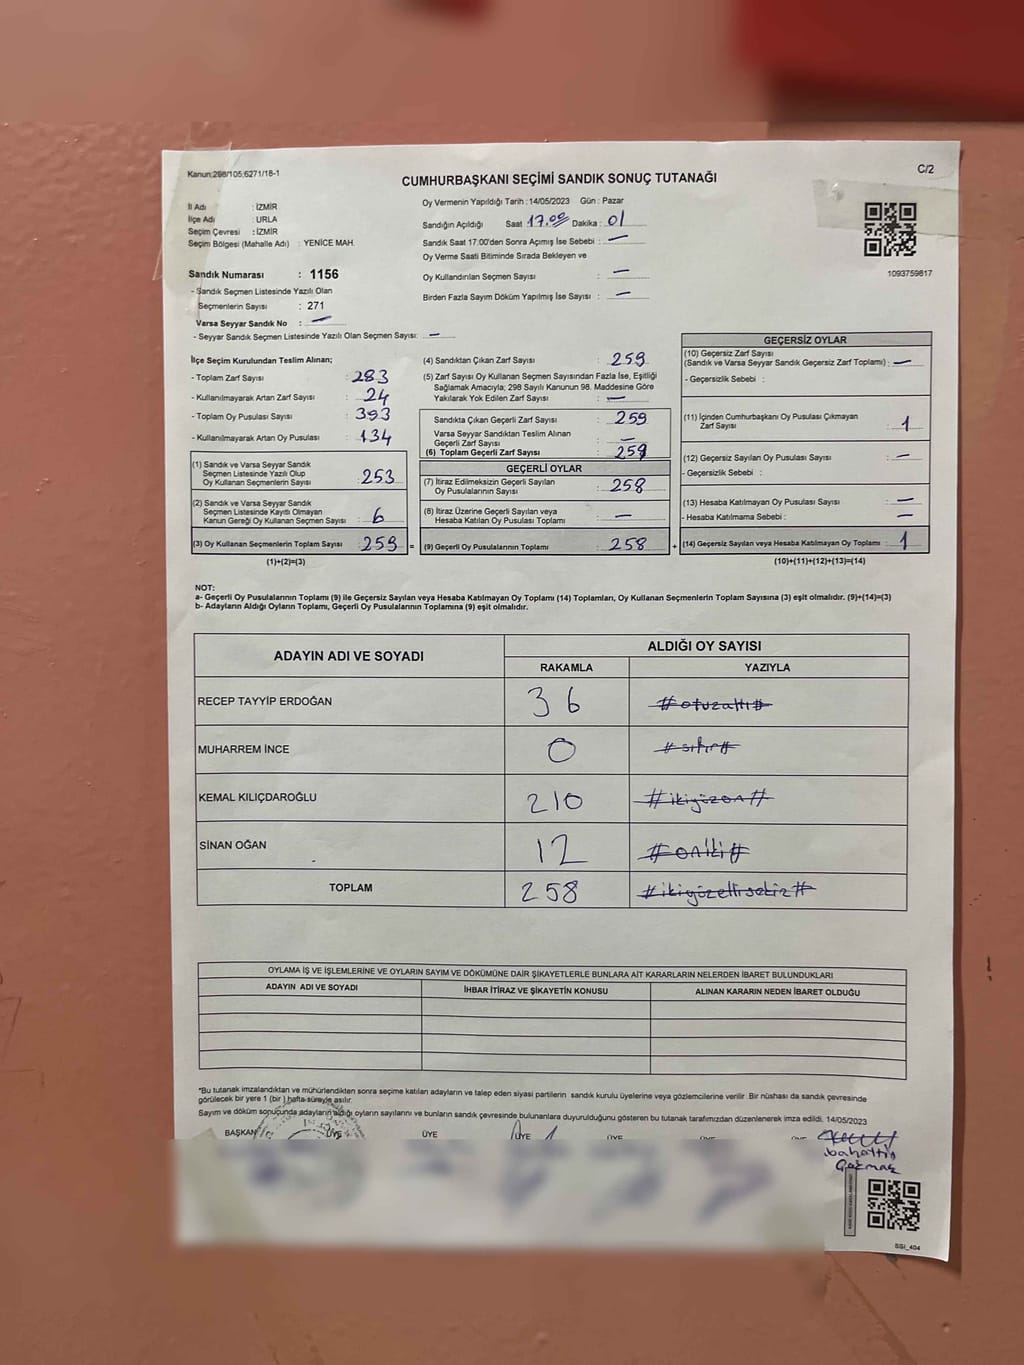 Kanun:298/105;6271/18-1
C/2
CUMHURBAŞKANI SEÇİMİ SANDIK SONUÇ TUTANAĞI
İl Adı : İZMİR
İlçe Adı : URLA
Seçim Çevresi : İZMİR
Seçim Bölgesi (Mahalle Adı) : YENİCE MAH.
Sandık Numarası : 1156
- Sandık Seçmen Listesinde Yazılı Olan
Seçmenlerin Sayısı : 271
Varsa Seyyar Sandık No : —
- Seyyar Sandık Seçmen Listesinde Yazılı Olan Seçmen Sayısı: —
Oy Vermenin Yapıldığı Tarih : 14/05/2023 Gün : Pazar
Sandığın Açıldığı Saat : 17.00 Dakika : 01
Sandık Saat 17.00'den Sonra Açımış İse Sebebi : —
Oy Verme Saati Bitiminde Sırada Bekleyen ve
Oy Kullandırılan Seçmen Sayısı : —
Birden Fazla Sayım Döküm Yapılmış İse Sayısı : —
1093759817
İlçe Seçim Kurulundan Teslim Alınan;
- Toplam Zarf Sayısı : 283
- Kullanılmayarak Artan Zarf Sayısı : 24
- Toplam Oy Pusulası Sayısı : 393
- Kullanılmayarak Artan Oy Pusulası : 134
(1) Sandık ve Varsa Seyyar Sandık
Seçmen Listesinde Yazılı Olup
Oy Kullanan Seçmenlerin Sayısı : 253
(2) Sandık ve Varsa Seyyar Sandık
Seçmen Listesinde Kayıtlı Olmayan
Kanun Gereği Oy Kullanan Seçmen Sayısı : 6
(3) Oy Kullanan Seçmenlerin Toplam Sayısı : 259 =
(1)+(2)=(3)
(4) Sandıktan Çıkan Zarf Sayısı : 259
(5) Zarf Sayısı Oy Kullanan Seçmen Sayısından Fazla İse, Eşitliği
Sağlamak Amacıyla; 298 Sayılı Kanunun 98. Maddesine Göre
Yakılarak Yok Edilen Zarf Sayısı : —
Sandıkta Çıkan Geçerli Zarf Sayısı : 259
Varsa Seyyar Sandıktan Teslim Alınan
Geçerli Zarf Sayısı : —
(6) Toplam Geçerli Zarf Sayısı : 259
GEÇERLİ OYLAR
(7) İtiraz Edilmeksizin Geçerli Sayılan
Oy Pusulalarının Sayısı : 258
(8) İtiraz Üzerine Geçerli Sayılan veya
Hesaba Katılan Oy Pusulası Toplamı : —
(9) Geçerli Oy Pusulalarının Toplamı : 258 +
GEÇERSİZ OYLAR
(10) Geçersiz Zarf Sayısı
(Sandık ve Varsa Seyyar Sandık Geçersiz Zarf Toplamı) : —
- Geçersizlik Sebebi :
(11) İçinden Cumhurbaşkanı Oy Pusulası Çıkmayan
Zarf Sayısı : 1
(12) Geçersiz Sayılan Oy Pusulası Sayısı : —
- Geçersizlik Sebebi :
(13) Hesaba Katılmayan Oy Pusulası Sayısı : —
- Hesaba Katılmama Sebebi : —
(14) Geçersiz Sayılan veya Hesaba Katılmayan Oy Toplamı : 1
(10)+(11)+(12)+(13)=(14)
NOT:
a- Geçerli Oy Pusulalarının Toplamı (9) ile Geçersiz Sayılan veya Hesaba Katılmayan Oy Toplamı (14) Toplamları, Oy Kullanan Seçmenlerin Toplam Sayısına (3) eşit olmalıdır. (9)+(14)=(3)
b- Adayların Aldığı Oyların Toplamı, Geçerli Oy Pusulalarının Toplamına (9) eşit olmalıdır.
ADAYIN ADI VE SOYADI
ALDIĞI OY SAYISI
RAKAMLA YAZIYLA
RECEP TAYYİP ERDOĞAN 36 #otuzaltı#
MUHARREM İNCE 0 #sıfır#
KEMAL KILIÇDAROĞLU 210 #ikiyüzon#
SİNAN OĞAN 12 #oniki#
TOPLAM 258 #ikiyüzellisekiz#
OYLAMA İŞ VE İŞLEMLERİNE VE OYLARIN SAYIM VE DÖKÜMÜNE DAİR ŞİKAYETLERLE BUNLARA AİT KARARLARIN NELERDEN İBARET BULUNDUKLARI
ADAYIN ADI VE SOYADI İHBAR İTİRAZ VE ŞİKAYETİN KONUSU ALINAN KARARIN NEDEN İBARET OLDUĞU
*Bu tutanak imzalandıktan ve mühürlendikten sonra seçime katılan adayların ve talep eden siyasi partilerin sandık kurulu üyelerine veya gözlemcilerine verilir. Bir nüshası da sandık çevresinde
görülecek bir yere 1 (bir ) hafta süreyle asılır.
Sayım ve döküm sonucunda adayların aldığı oyların sayılarını ve bunların sandık çevresinde bulunanlara duyurulduğunu gösteren bu tutanak tarafımızdan düzenlenerek imza edildi. 14/05/2023
BAŞKAN ÜYE ÜYE ÜYE
SSI_404